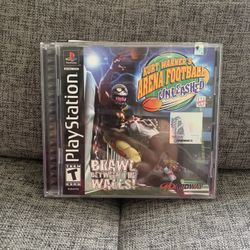 PlayStation
KURT WARNER'S
ARENA FOOTBALL
UNLEASHED
BRAWL
BETWEEN THE
WALLS!
T
MIDWAY